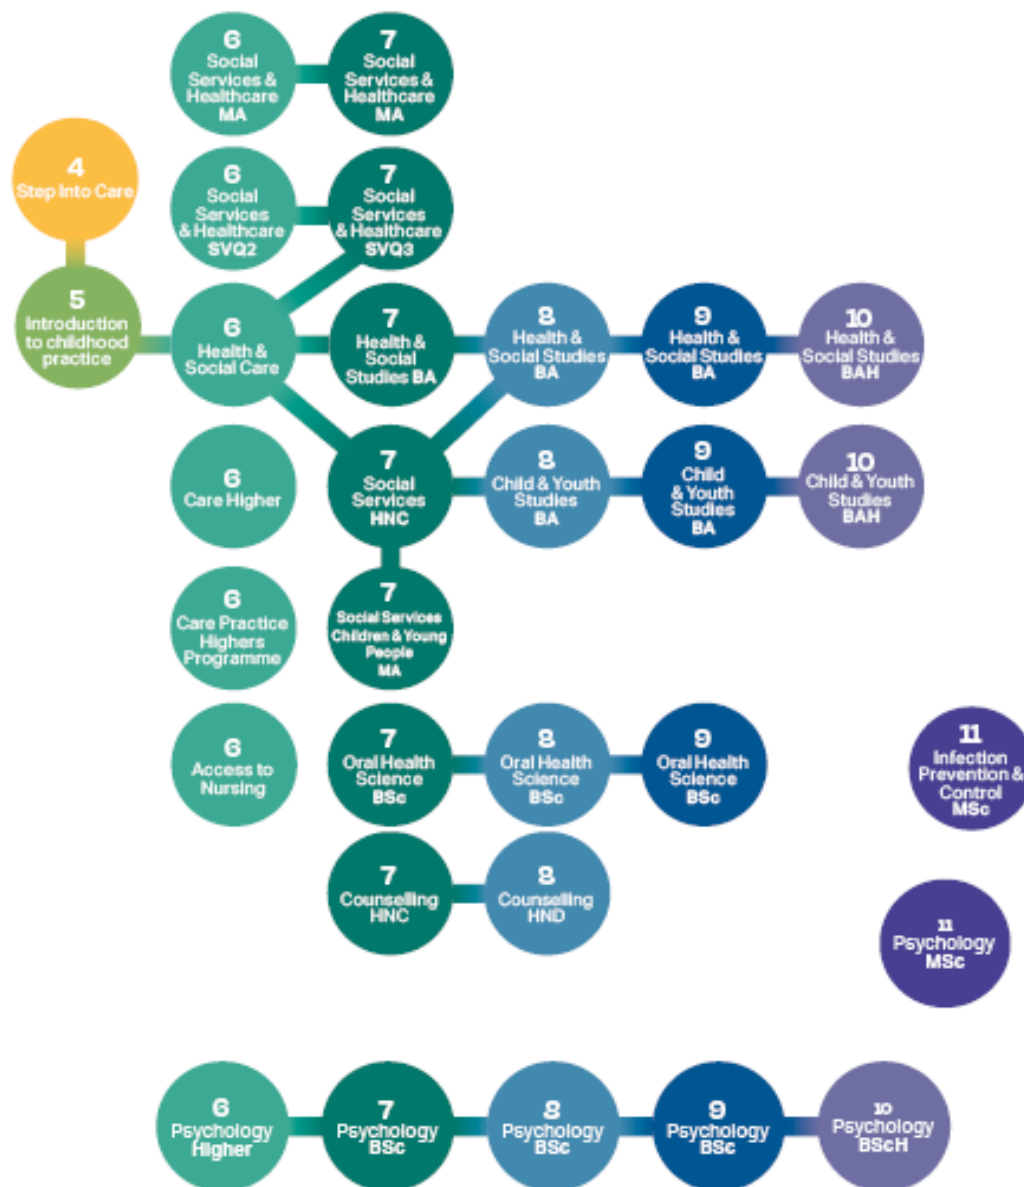 6
Social
Services &
Healthcare
MA
7
Social
Services &
Healthcare
MA
4
Step Into Care
6
Social
Services
& Healthcare
SVQ2
7
Social
Services
& Healthcare
SVQ3
5
Introduction
to childhood
practice
6
Health &
Social Care
7
Health &
Social
Studies BA
8
Health &
Social Studies
BA
9
Health &
Social Studies
BA
10
Health &
Social Studies
BAH
6
Care Higher
7
Social
Services
HNC
8
Child & Youth
Studies
BA
9
Child
& Youth
Studies
BA
10
Child & Youth
Studies
BAH
6
Care Practice
Highers
Programme
7
Social Services
Children & Young
People
MA
6
Access to
Nursing
7
Oral Health
Science
BSc
8
Oral Health
Science
BSc
9
Oral Health
Science
BSc
11
Infection
Prevention &
Control
MSc
7
Counselling
HNC
8
Counselling
HND
11
Psychology
MSc
6
Psychology
Higher
7
Psychology
BSc
8
Psychology
BSc
9
Psychology
BSc
10
Psychology
BScH